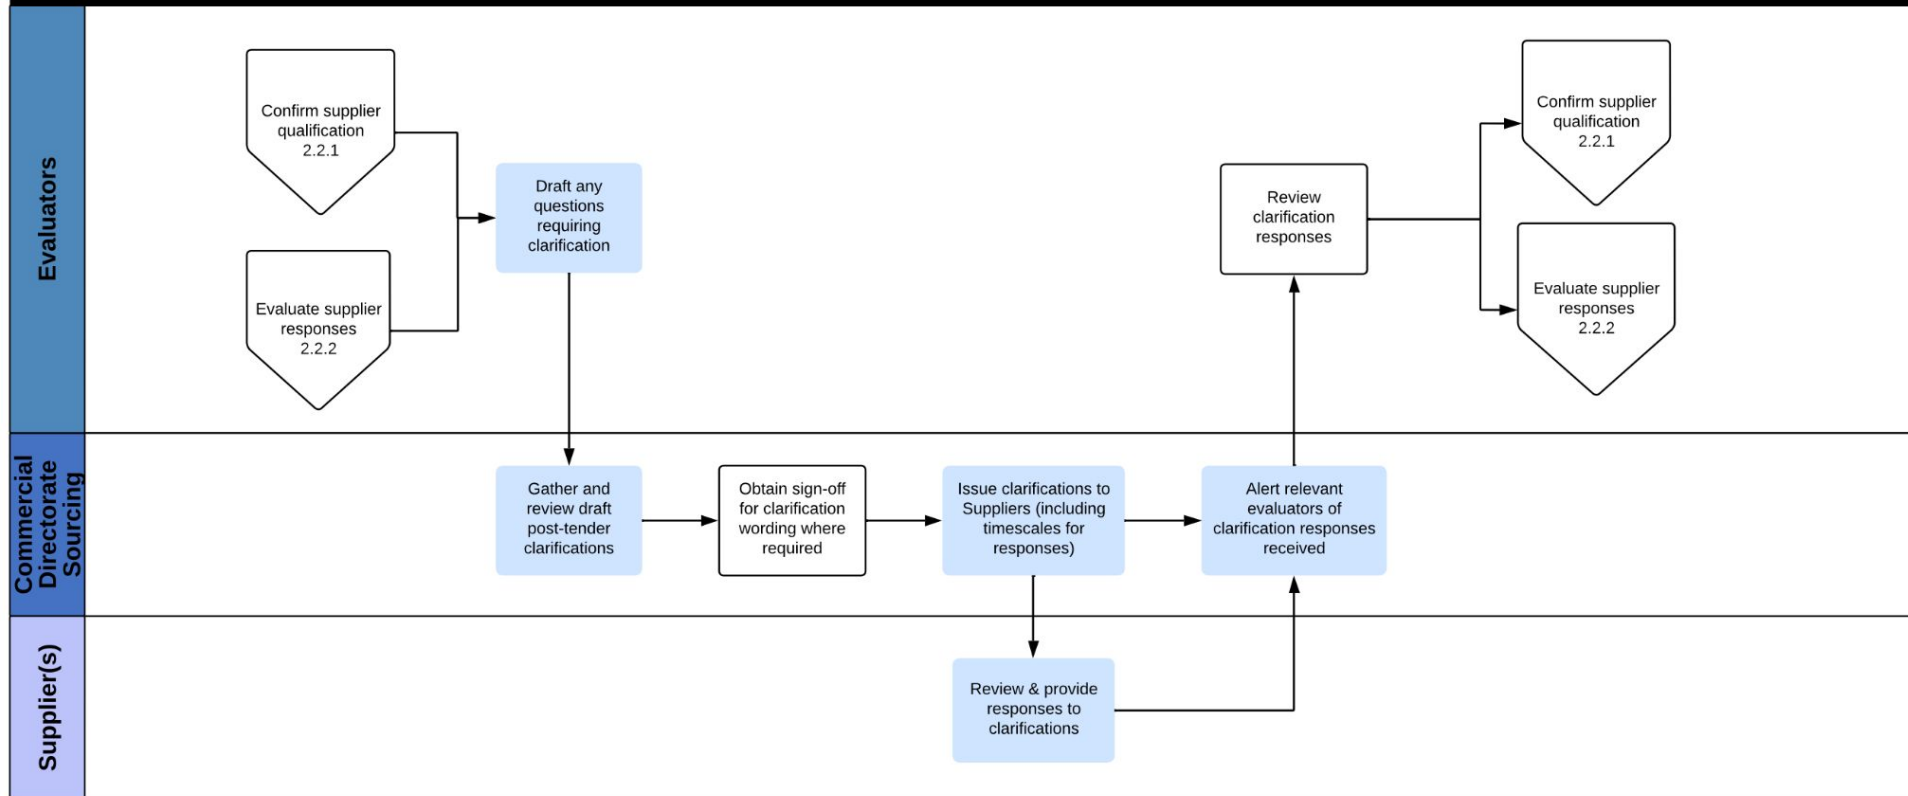 Evaluators
Confirm supplier
qualification
2.2.1
Evaluate supplier
responses
2.2.2
Draft any
questions
requiring
clarification
Review
clarification
responses
Confirm supplier
qualification
2.2.1
Evaluate supplier
responses
2.2.2
Commercial
Directorate
Sourcing
Gather and
review draft
post-tender
clarifications
Obtain sign-off
for clarification
wording where
required
Issue clarifications to
Suppliers (including
timescales for
responses)
Alert relevant
evaluators of
clarification responses
received
Supplier(s)
Review & provide
responses to
clarifications